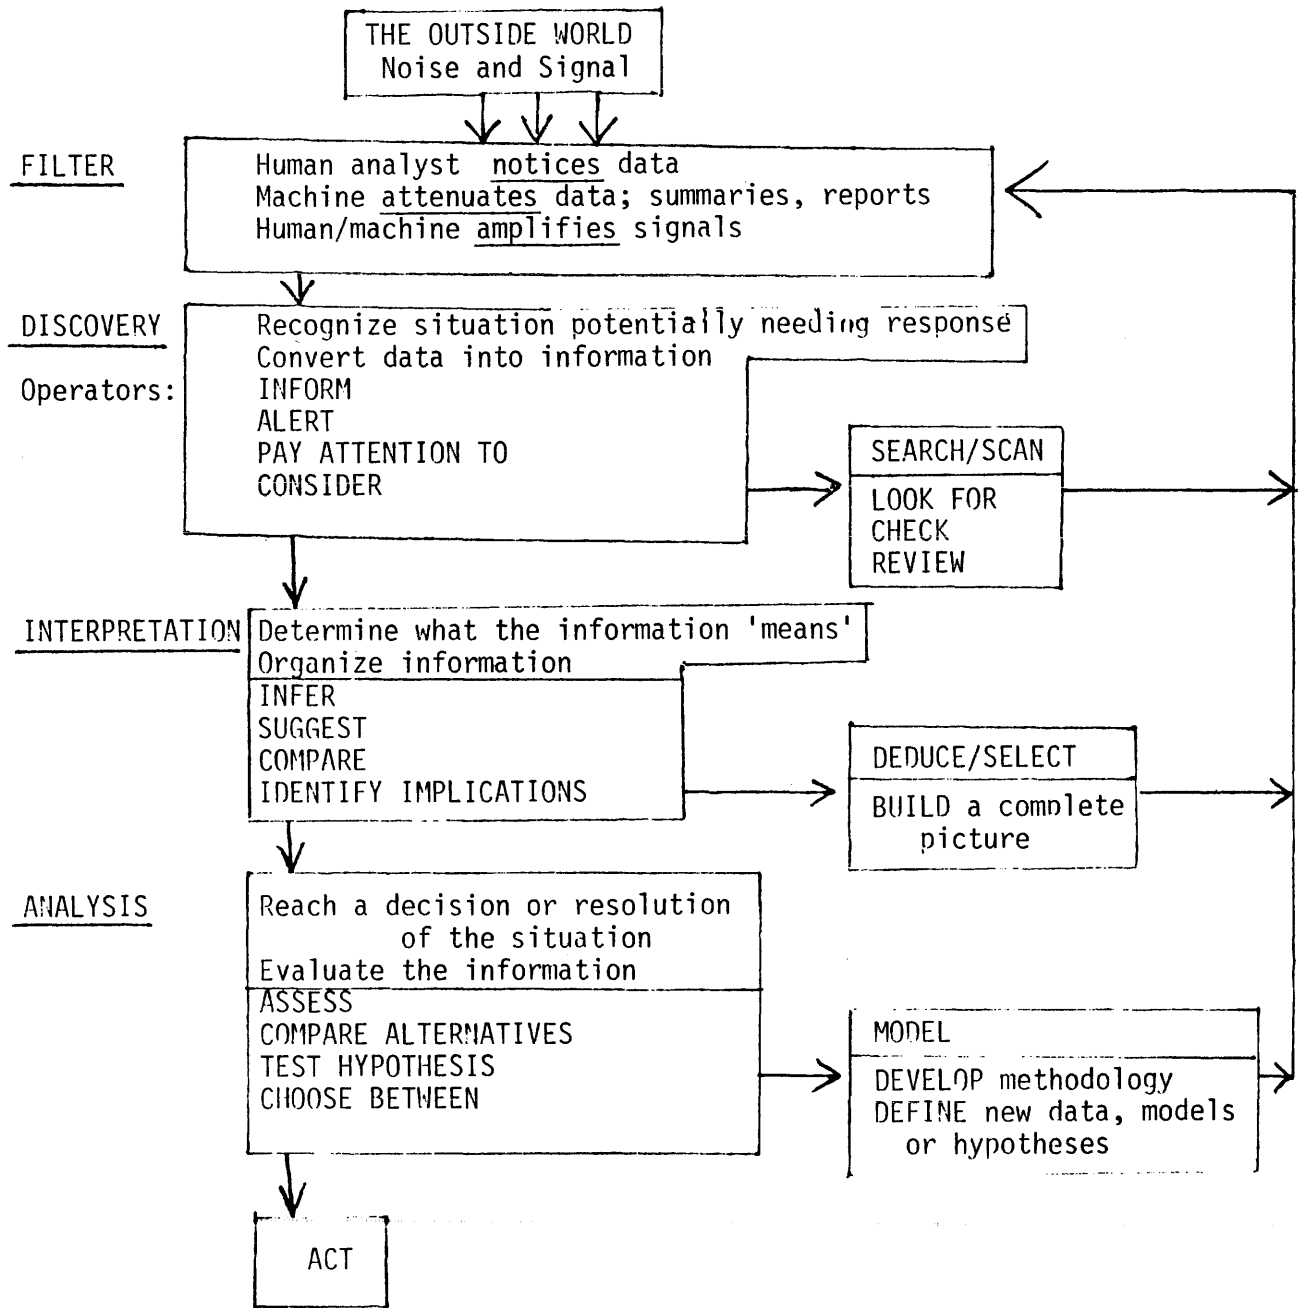 THE OUTSIDE WORLD
Noise and Signal
FILTER
Human analyst notices data
Machine attenuates data; summaries, reports
Human/machine amplifies signals
DISCOVERY
Recognize situation potentially needing response
Convert data into information
Operators:
INFORM
ALERT
PAY ATTENTION TO
CONSIDER
SEARCH/SCAN
LOOK FOR
CHECK
REVIEW
INTERPRETATION
Determine what the information 'means'
Organize information
INFER
SUGGEST
COMPARE
IDENTIFY IMPLICATIONS
DEDUCE/SELECT
BUILD a complete
picture
ANALYSIS
Reach a decision or resolution
of the situation
Evaluate the information
ASSESS
COMPARE ALTERNATIVES
TEST HYPOTHESIS
CHOOSE BETWEEN
MODEL
DEVELOP methodology
DEFINE new data, models
or hypotheses
ACT